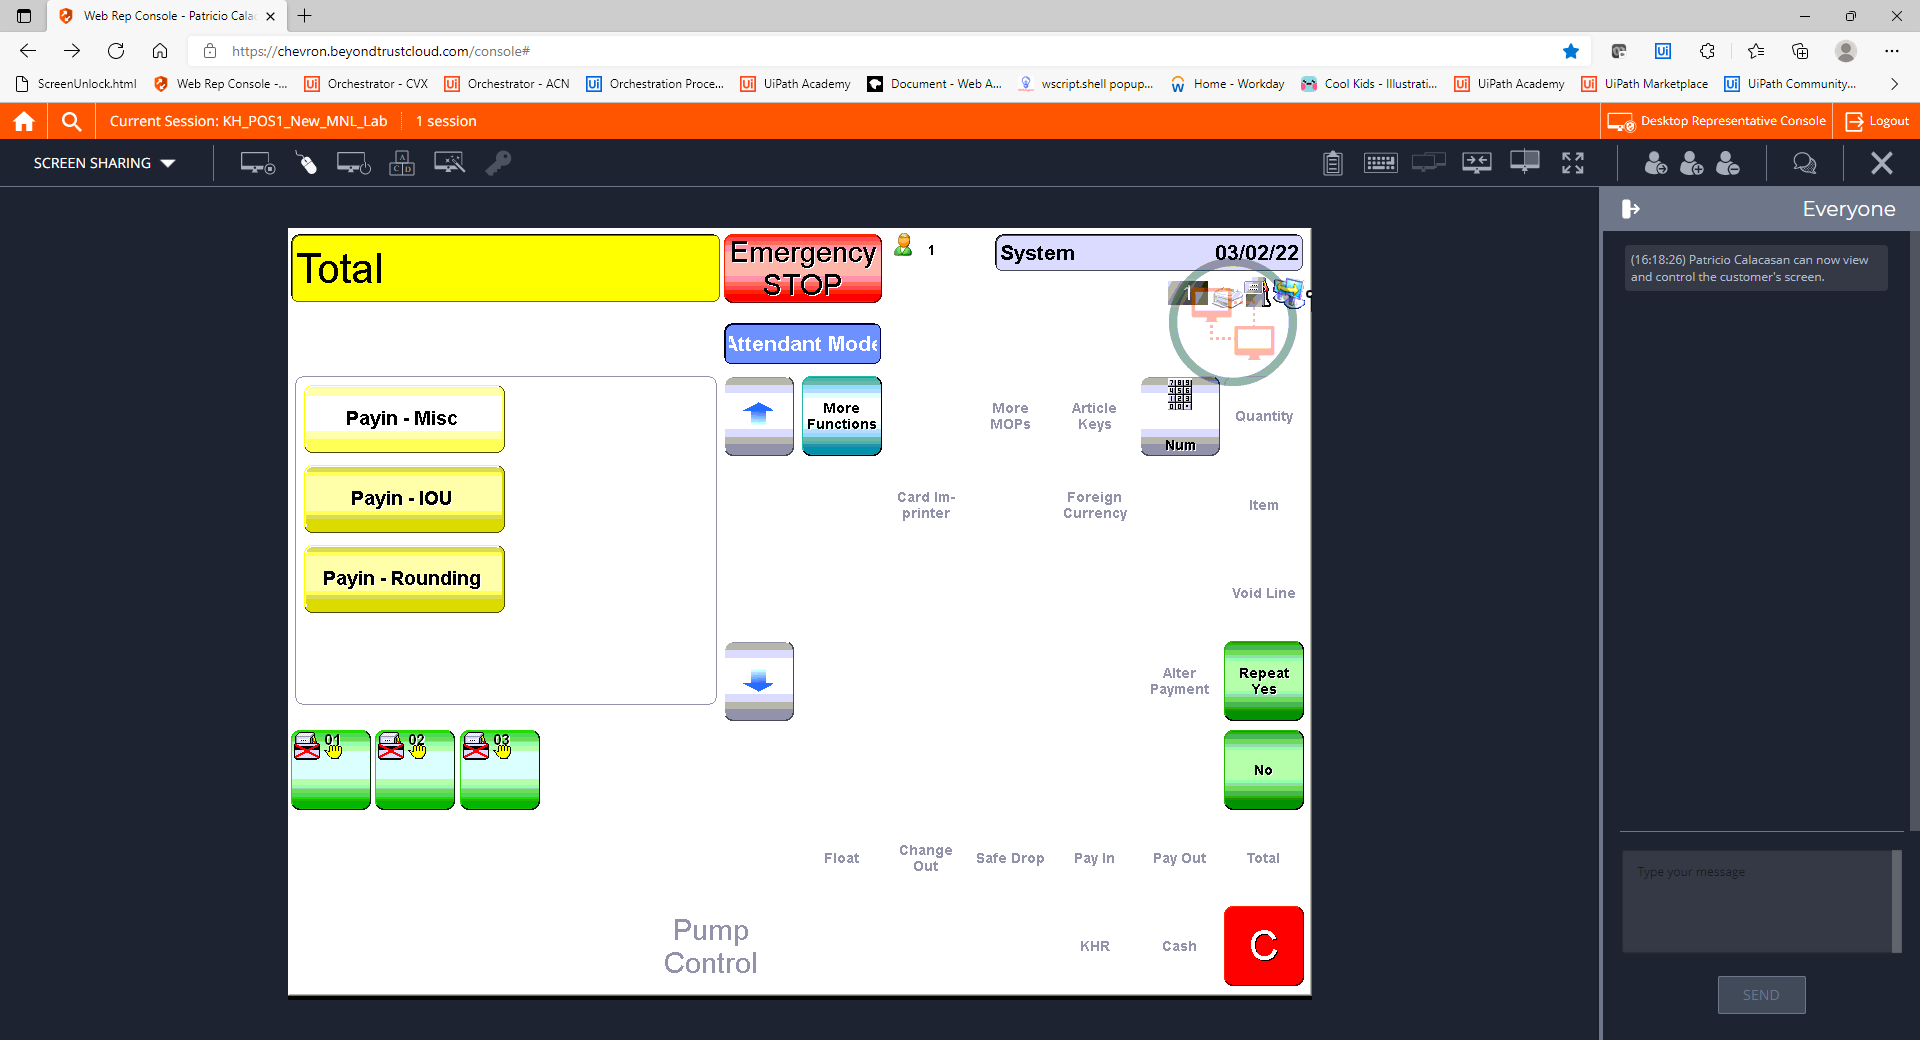 Web Rep Console - Patricio Cala
https://chevron.beyondtrustcloud.com/console#
ScreenUnlock.html
Web Rep Console -...
Orchestrator - CVX
Orchestrator - ACN
Orchestration Proce...
UiPath Academy
Document - Web A...
wscript.shell popup...
Home - Workday
Cool Kids - Illustrati...
UiPath Academy
UiPath Marketplace
UiPath Community...
Current Session: KH_POS1_New_MNL_Lab
1 session
Desktop Representative Console
Logout
SCREEN SHARING
Everyone
(16:18:26) Patricio Calacasan can now view
and control the customer's screen.
Total
Emergency
STOP
1
System
03/02/22
1
Attendant Mode
Payin - Misc
Payin - IOU
Payin - Rounding
More
Functions
More
MOPs
Article
Keys
Num
Quantity
Card Im-
printer
Foreign
Currency
Item
Void Line
Alter
Payment
Repeat
Yes
01
02
03
No
Float
Change
Out
Safe Drop
Pay In
Pay Out
Total
Pump
Control
KHR
Cash
C
Type your message
SEND